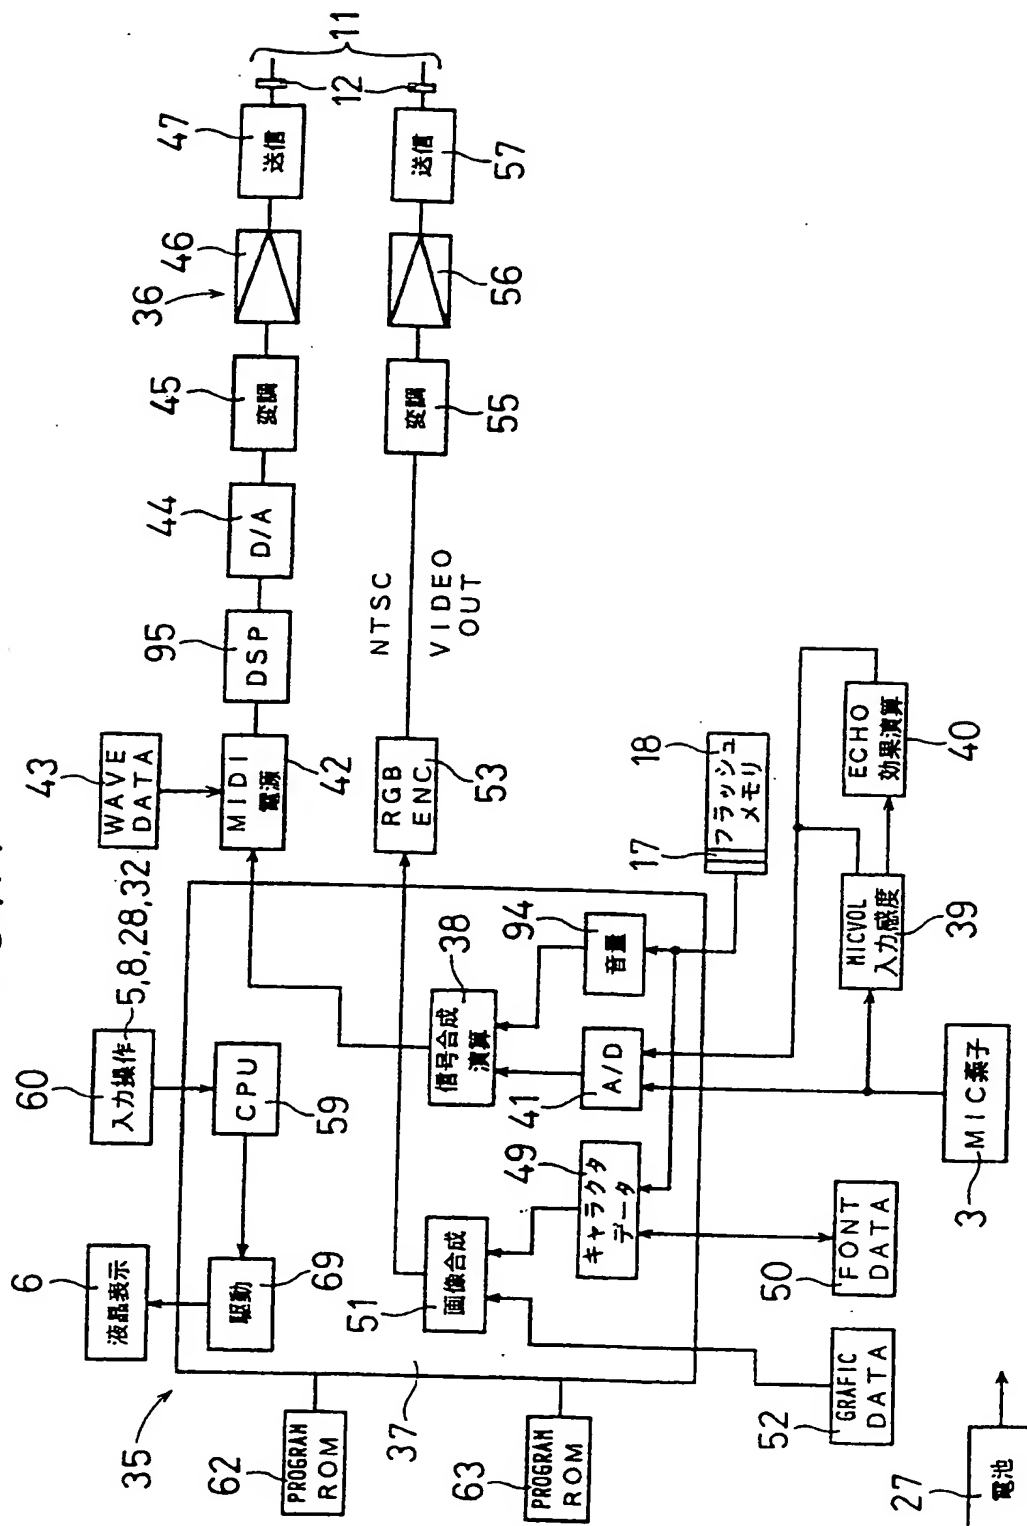 60
入力操作
5,8,28,32
6
液晶表示
43
WAVE
DATA
35
CPU
59
駆動
69
MIDI
電源
42
95
DSP
44
D/A
45
変調
36
46
47
送信
12
11
62
PROGRAM
ROM
37
63
PROGRAM
ROM
51
画像合成
38
信号合成
演算
94
音量
RGB
ENC.
53
NTSC
VIDEO
OUT
変調
55
56
送信
57
49
キャラクタ
データ
41
A/D
17
18
フラッシュ
メモリ
52
GRAFIC
DATA
50
FONT
DATA
3
MIC薬子
MICVOL
入力感度
39
ECHO
効果演算
40
27
電池